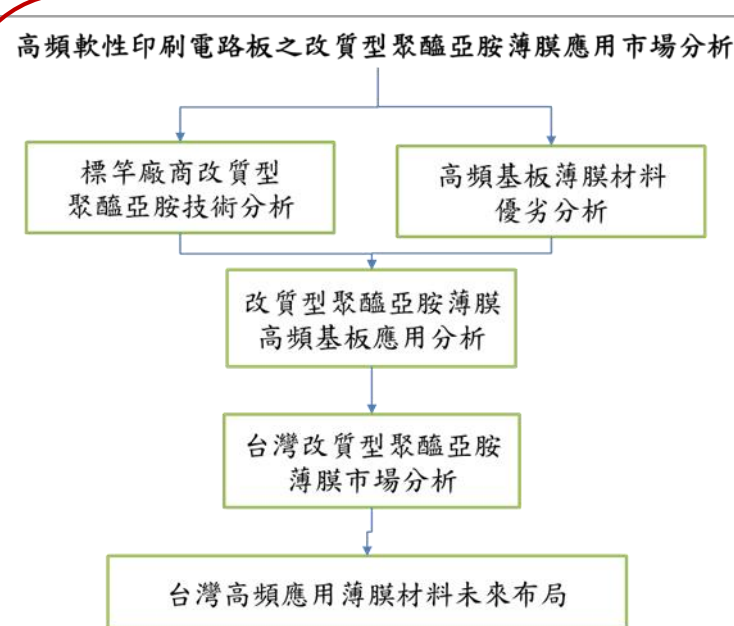 高頻軟性印刷電路板之改質型聚醯亞胺薄膜應用市場分析
標竿廠商改質型
聚醯亞胺技術分析
高頻基板薄膜材料
優劣分析
改質型聚醯亞胺薄膜
高頻基板應用分析
台灣改質型聚醯亞胺
薄膜市場分析
台灣高頻應用薄膜材料未來布局